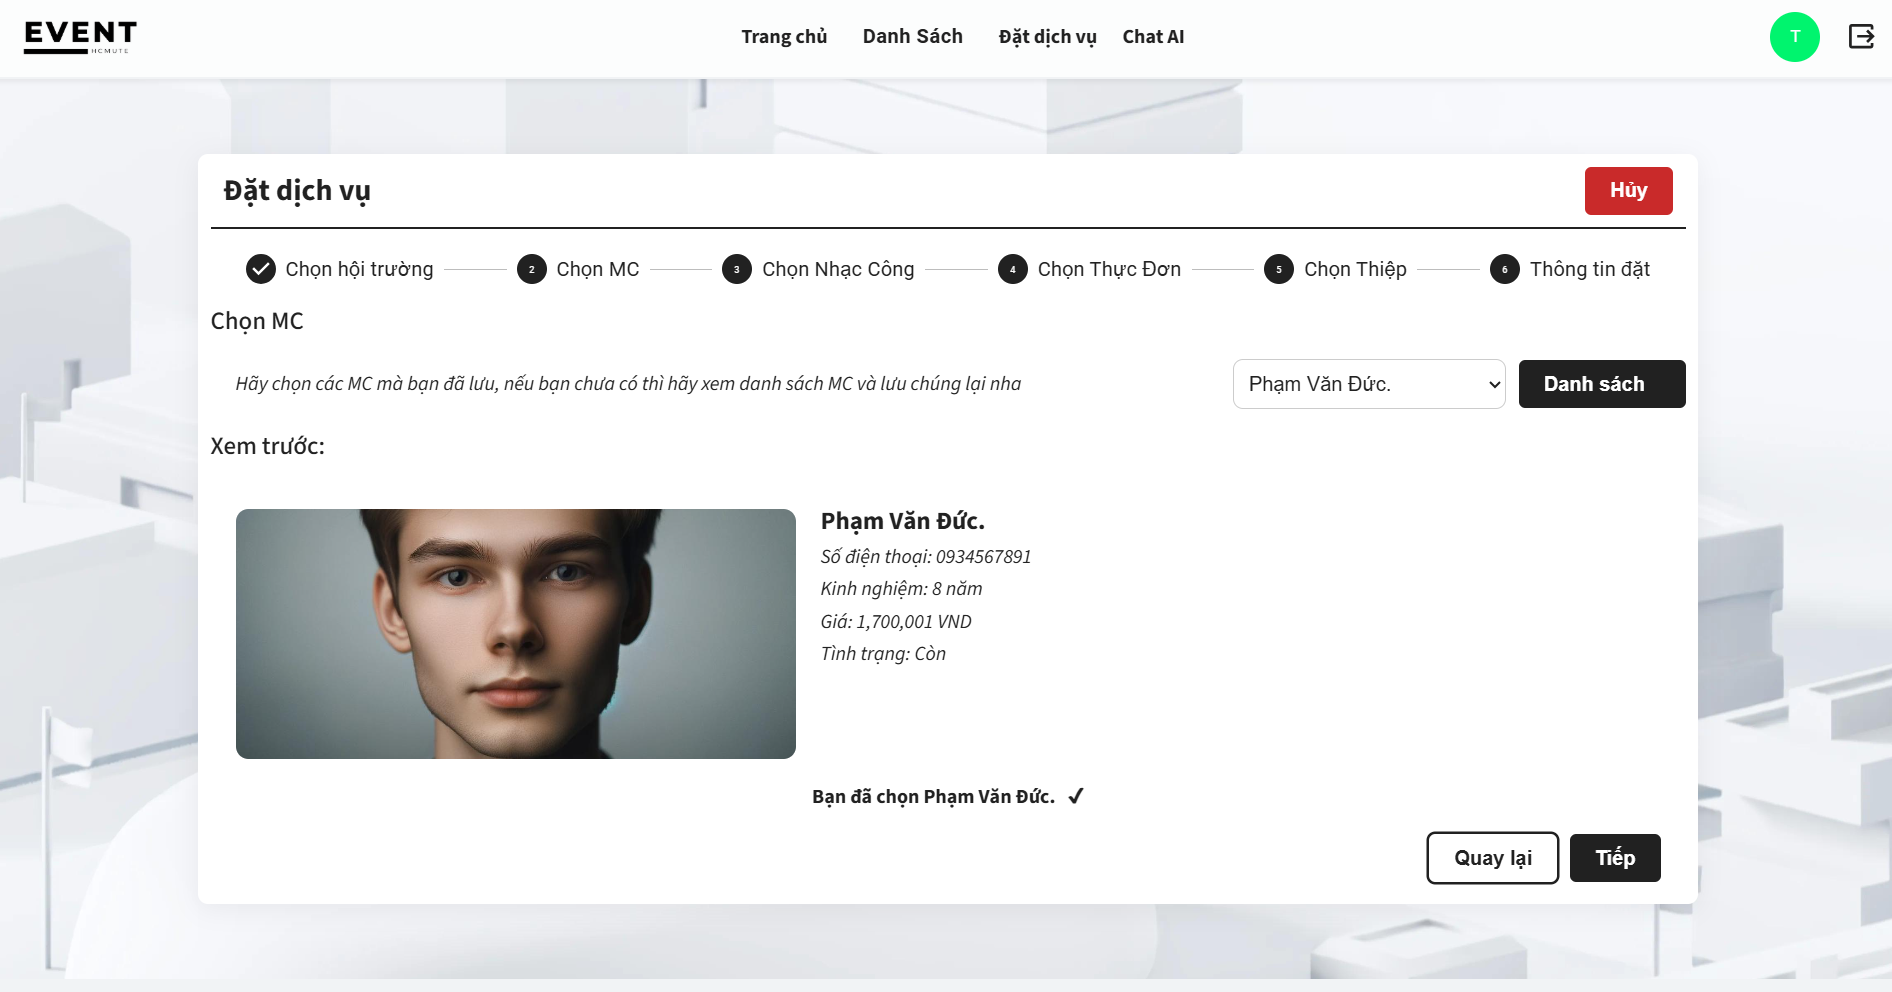 EVENT
HCMUTE
Trang chủ
Danh Sách
Đặt dịch vụ
Chat AI
T
Đặt dịch vụ
Hủy
Chọn hội trường
2 Chọn MC
3 Chọn Nhạc Công
4 Chọn Thực Đơn
5 Chọn Thiệp
6 Thông tin đặt
Chọn MC
Hãy chọn các MC mà bạn đã lưu, nếu bạn chưa có thì hãy xem danh sách MC và lưu chúng lại nha
Phạm Văn Đức.
Danh sách
Xem trước:
Phạm Văn Đức.
Số điện thoại: 0934567891
Kinh nghiệm: 8 năm
Giá: 1,700,001 VND
Tình trạng: Còn
Bạn đã chọn Phạm Văn Đức. ✓
Quay lại
Tiếp